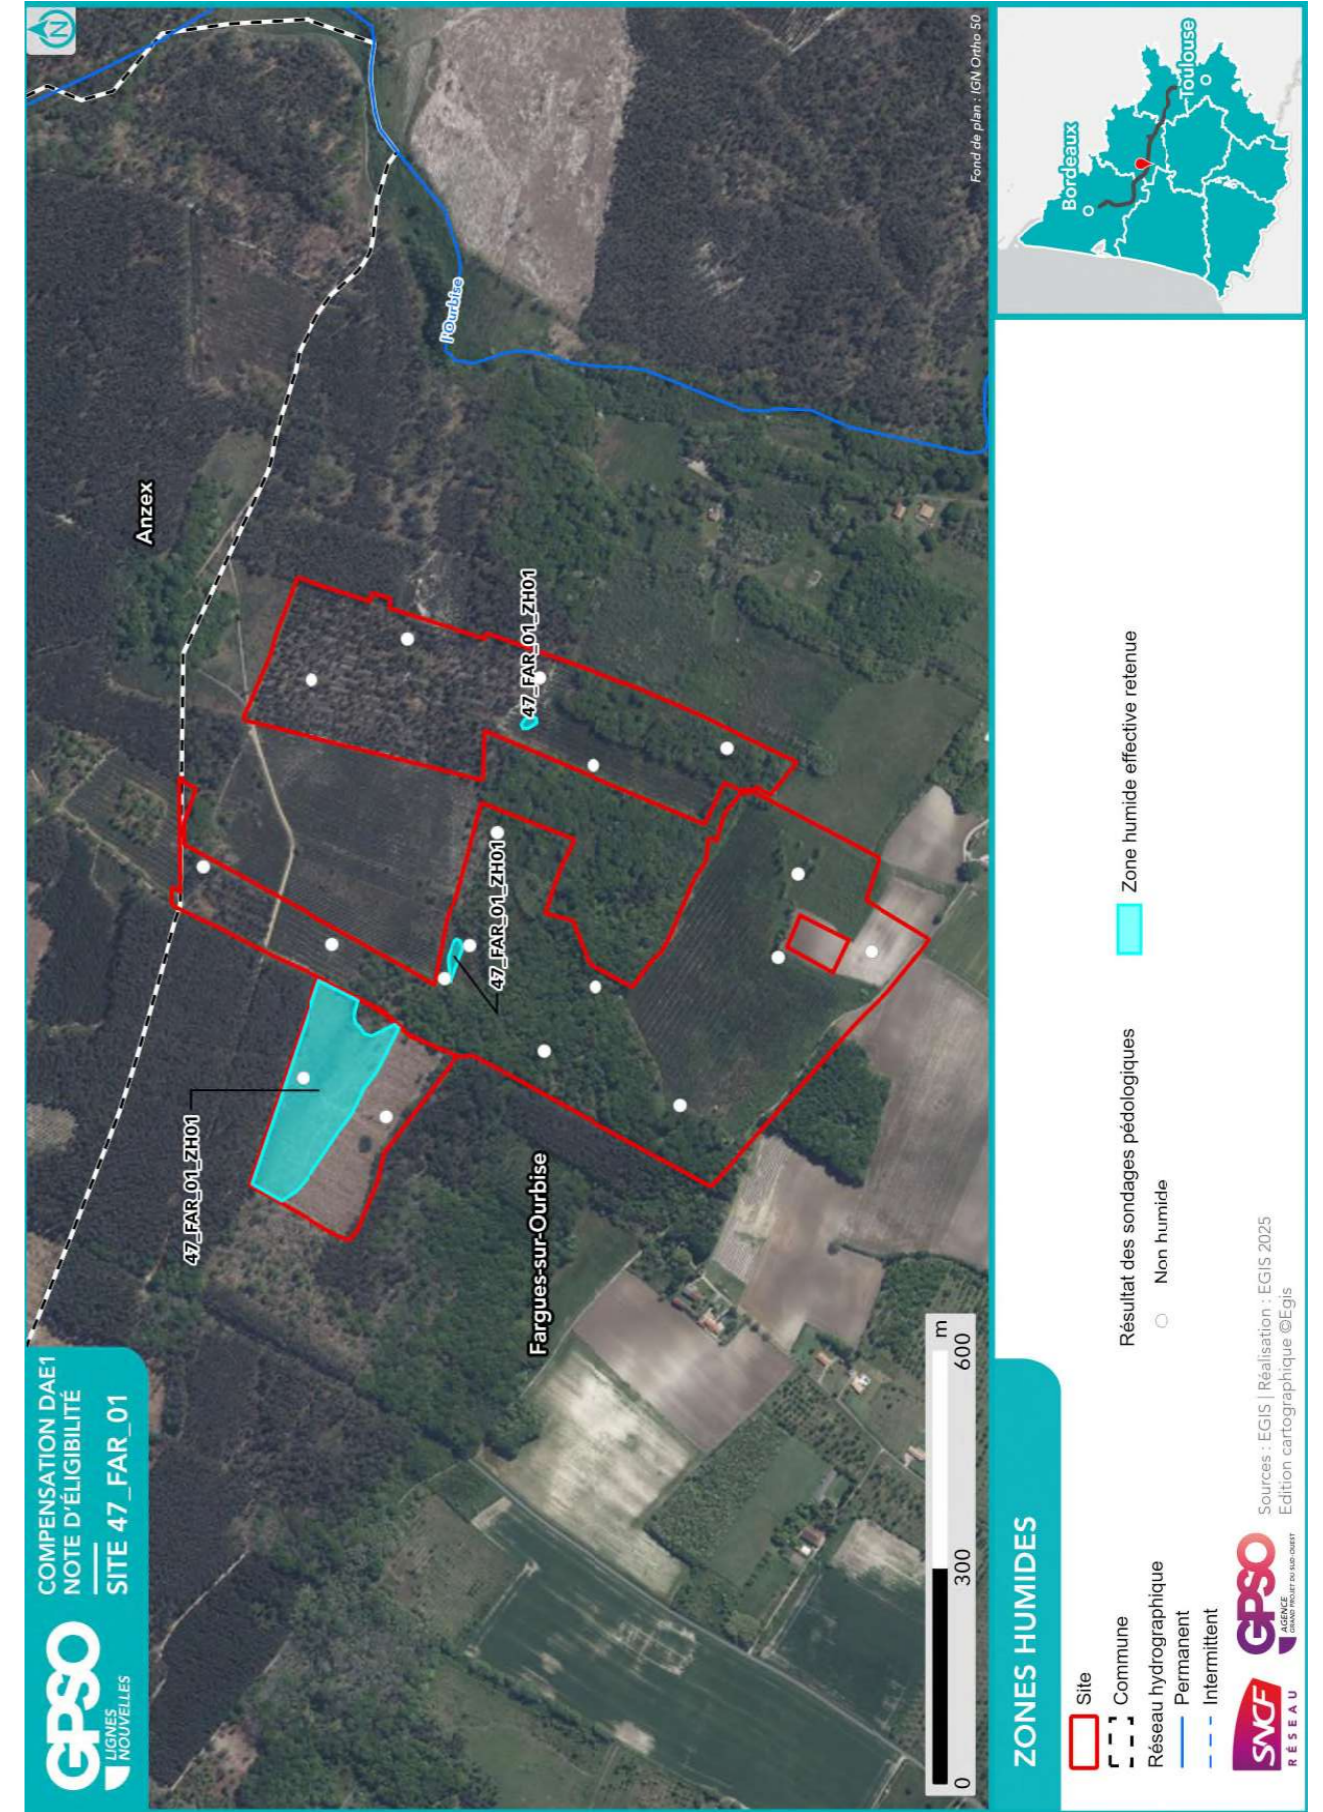 GPSO
LIGNES
NOUVELLES
COMPENSATION DAE1
NOTE D'ÉLIGIBILITÉ
SITE 47_FAR_01
N
Anzex
l'Ourbise
47_FAR_01_ZH01
47_FAR_01_ZH01
47_FAR_01_ZH01
Fargues-sur-Ourbise
0 300 600 m
Fond de plan : IGN Ortho 50
ZONES HUMIDES
Site
Commune
Réseau hydrographique
Permanent
Intermittent
Résultat des sondages pédologiques
Non humide
Zone humide effective retenue
Bordeaux
Toulouse
SNCF
RÉSEAU
GPSO
AGENCE
GRAND PROJET DU SUD-OUEST
Sources : EGIS | Réalisation : EGIS 2025
Edition cartographique ©Egis